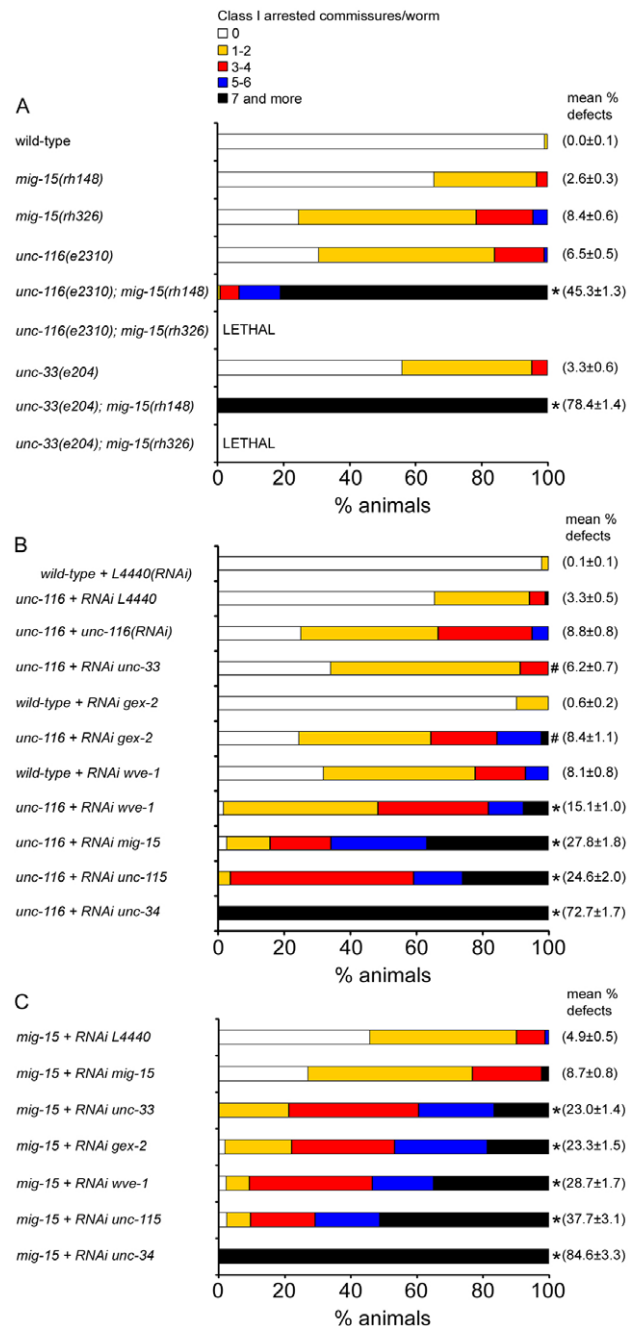 Class I arrested commissures/worm
0
1-2
3-4
5-6
7 and more
mean %
defects
A
wild-type (0.0±0.1)
mig-15(rh148) (2.6±0.3)
mig-15(rh326) (8.4±0.6)
unc-116(e2310) (6.5±0.5)
unc-116(e2310); mig-15(rh148) *(45.3±1.3)
unc-116(e2310); mig-15(rh326) LETHAL
unc-33(e204) (3.3±0.6)
unc-33(e204); mig-15(rh148) *(78.4±1.4)
unc-33(e204); mig-15(rh326) LETHAL
0 20 40 60 80 100
% animals
mean %
defects
B
wild-type + L4440(RNAi) (0.1±0.1)
unc-116 + RNAi L4440 (3.3±0.5)
unc-116 + unc-116(RNAi) (8.8±0.8)
unc-116 + RNAi unc-33 #(6.2±0.7)
wild-type + RNAi gex-2 (0.6±0.2)
unc-116 + RNAi gex-2 #(8.4±1.1)
wild-type + RNAi wve-1 (8.1±0.8)
unc-116 + RNAi wve-1 *(15.1±1.0)
unc-116 + RNAi mig-15 *(27.8±1.8)
unc-116 + RNAi unc-115 *(24.6±2.0)
unc-116 + RNAi unc-34 *(72.7±1.7)
0 20 40 60 80 100
% animals
mean %
defects
C
mig-15 + RNAi L4440 (4.9±0.5)
mig-15 + RNAi mig-15 (8.7±0.8)
mig-15 + RNAi unc-33 *(23.0±1.4)
mig-15 + RNAi gex-2 *(23.3±1.5)
mig-15 + RNAi wve-1 *(28.7±1.7)
mig-15 + RNAi unc-115 *(37.7±3.1)
mig-15 + RNAi unc-34 *(84.6±3.3)
0 20 40 60 80 100
% animals